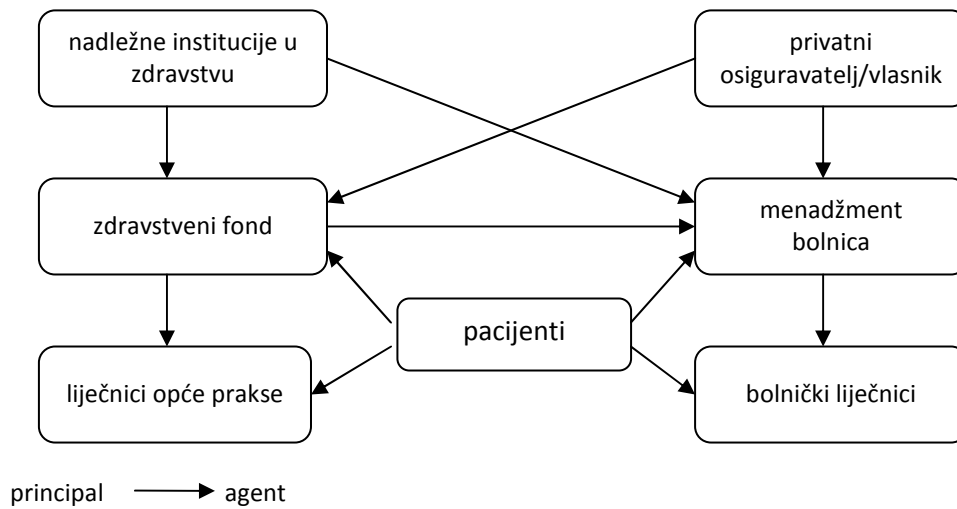 nadležne institucije u
zdravstvu
privatni
osiguravatelj/vlasnik
zdravstveni fond
menadžment
bolnica
pacijenti
liječnici opće prakse
bolnički liječnici
principal
agent